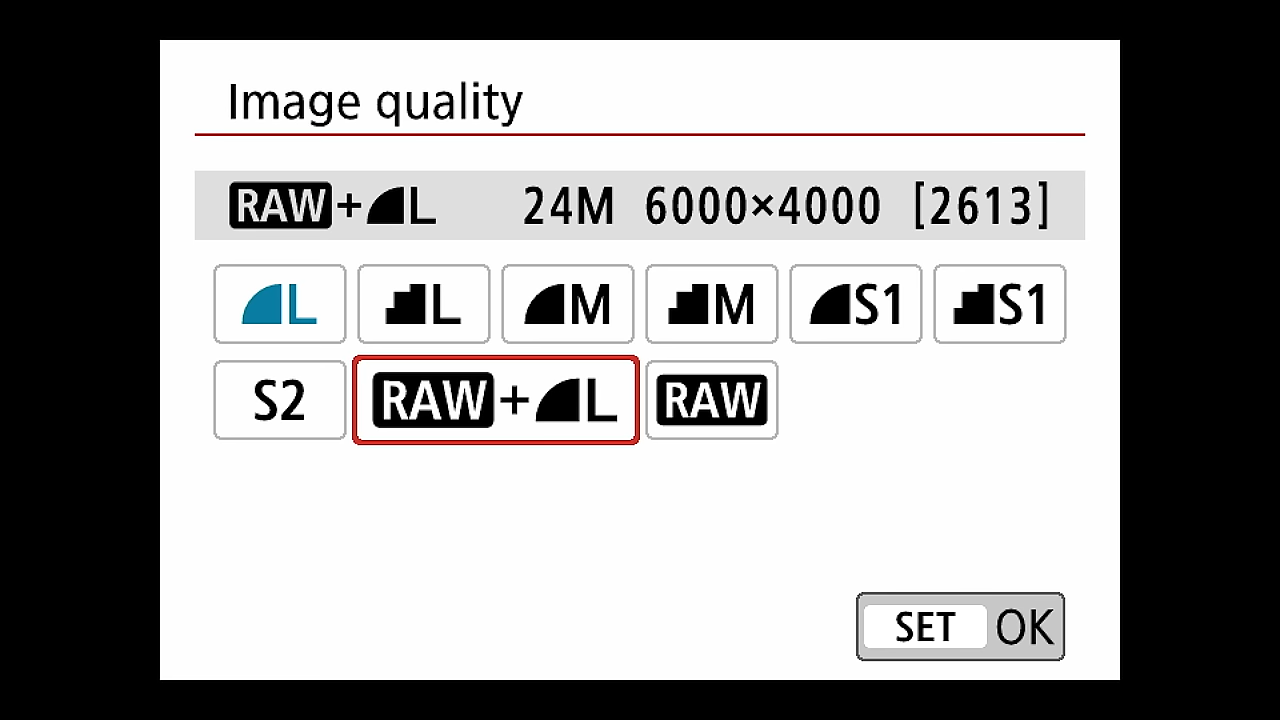 Image quality
RAW+L 24M 6000×4000 [2613]
L L M M S1 S1
S2 RAW+L RAW
SET OK